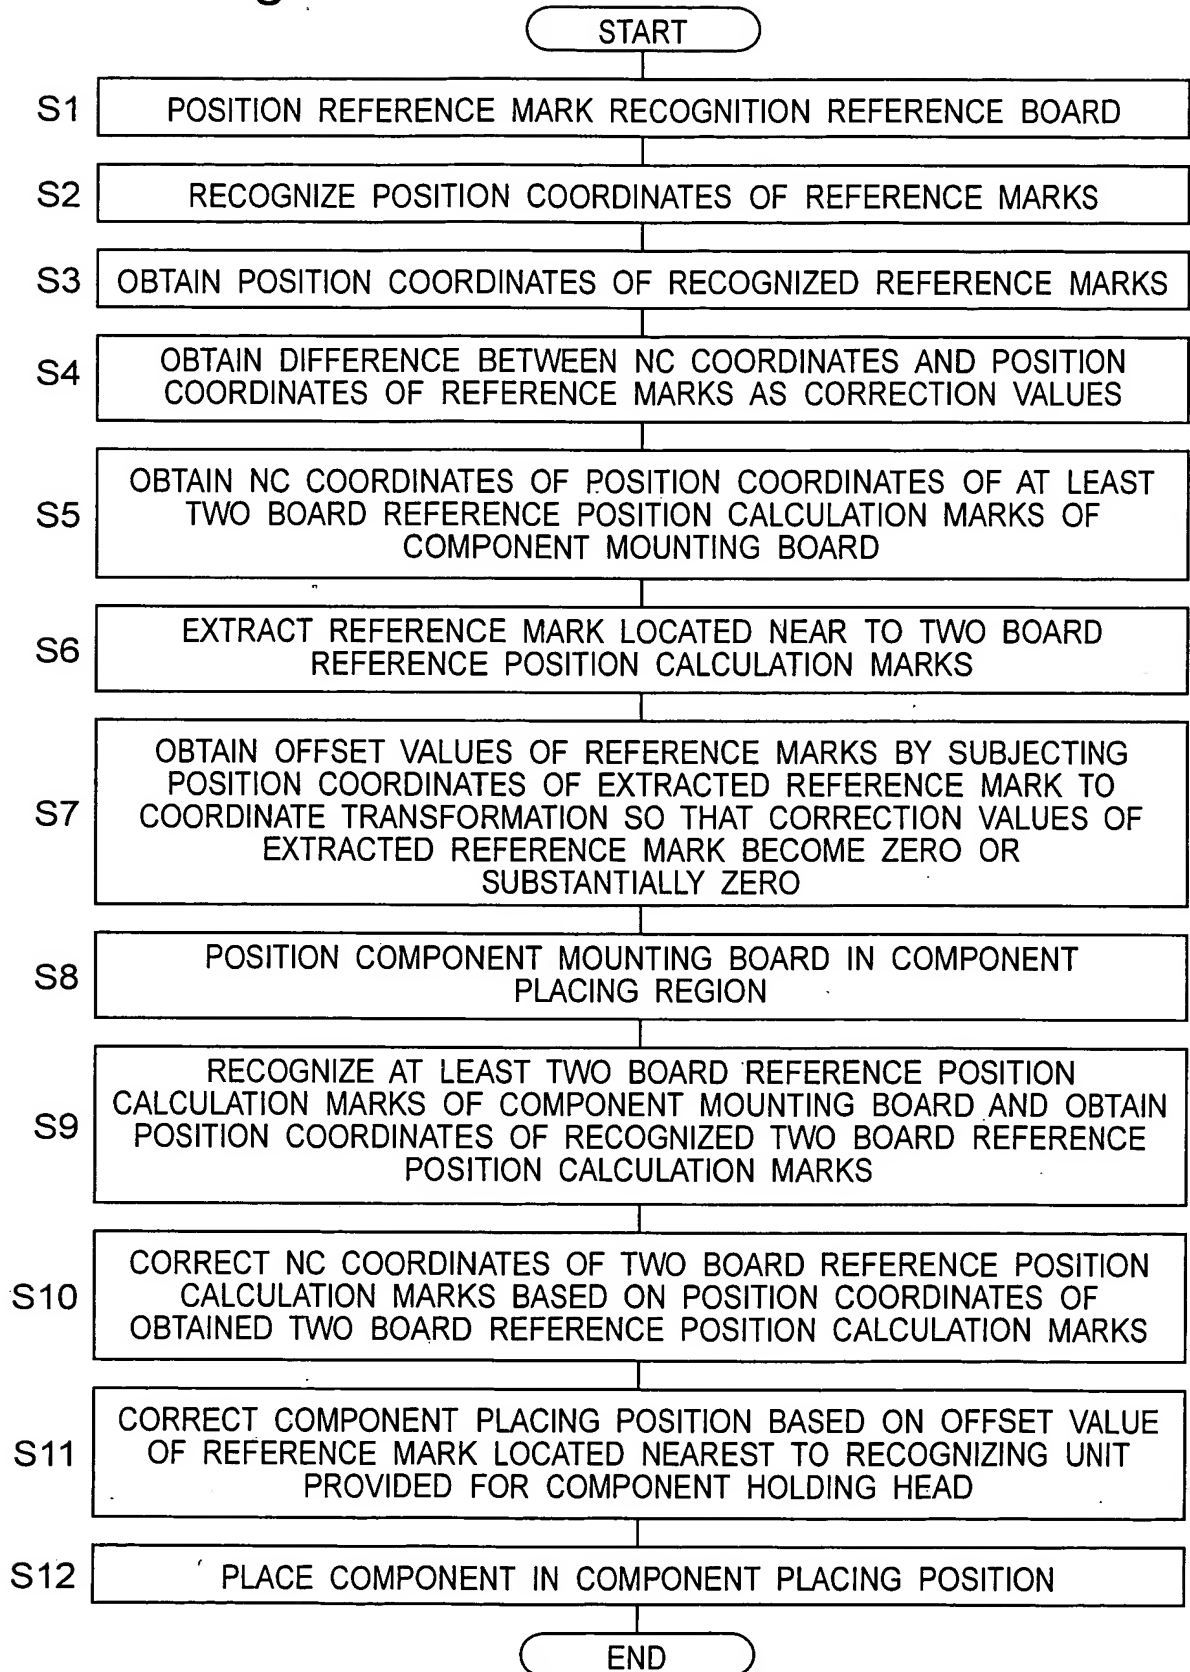 START
S1
POSITION REFERENCE MARK RECOGNITION REFERENCE BOARD
S2
RECOGNIZE POSITION COORDINATES OF REFERENCE MARKS
S3
OBTAIN POSITION COORDINATES OF RECOGNIZED REFERENCE MARKS
S4
OBTAIN DIFFERENCE BETWEEN NC COORDINATES AND POSITION
COORDINATES OF REFERENCE MARKS AS CORRECTION VALUES
S5
OBTAIN NC COORDINATES OF POSITION COORDINATES OF AT LEAST
TWO BOARD REFERENCE POSITION CALCULATION MARKS OF
COMPONENT MOUNTING BOARD
S6
EXTRACT REFERENCE MARK LOCATED NEAR TO TWO BOARD
REFERENCE POSITION CALCULATION MARKS
S7
OBTAIN OFFSET VALUES OF REFERENCE MARKS BY SUBJECTING
POSITION COORDINATES OF EXTRACTED REFERENCE MARK TO
COORDINATE TRANSFORMATION SO THAT CORRECTION VALUES OF
EXTRACTED REFERENCE MARK BECOME ZERO OR
SUBSTANTIALLY ZERO
S8
POSITION COMPONENT MOUNTING BOARD IN COMPONENT
PLACING REGION
S9
RECOGNIZE AT LEAST TWO BOARD REFERENCE POSITION
CALCULATION MARKS OF COMPONENT MOUNTING BOARD AND OBTAIN
POSITION COORDINATES OF RECOGNIZED TWO BOARD REFERENCE
POSITION CALCULATION MARKS
S10
CORRECT NC COORDINATES OF TWO BOARD REFERENCE POSITION
CALCULATION MARKS BASED ON POSITION COORDINATES OF
OBTAINED TWO BOARD REFERENCE POSITION CALCULATION MARKS
S11
CORRECT COMPONENT PLACING POSITION BASED ON OFFSET VALUE
OF REFERENCE MARK LOCATED NEAREST TO RECOGNIZING UNIT
PROVIDED FOR COMPONENT HOLDING HEAD
S12
PLACE COMPONENT IN COMPONENT PLACING POSITION
END